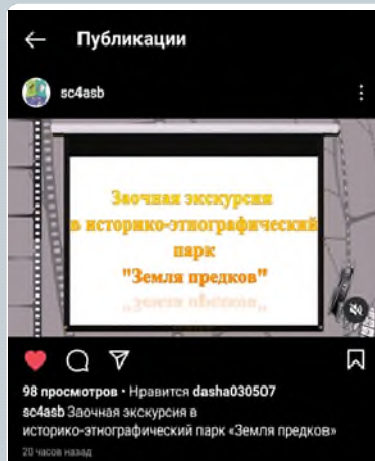 Публикации
sc4asb
Заочная экскурсия
в историко-этнографический
парк
"Земля предков"
98 просмотров • Нравится dasha030507
sc4asb Заочная экскурсия в
историко-этнографический парк «Земля предков»
20 часов назад